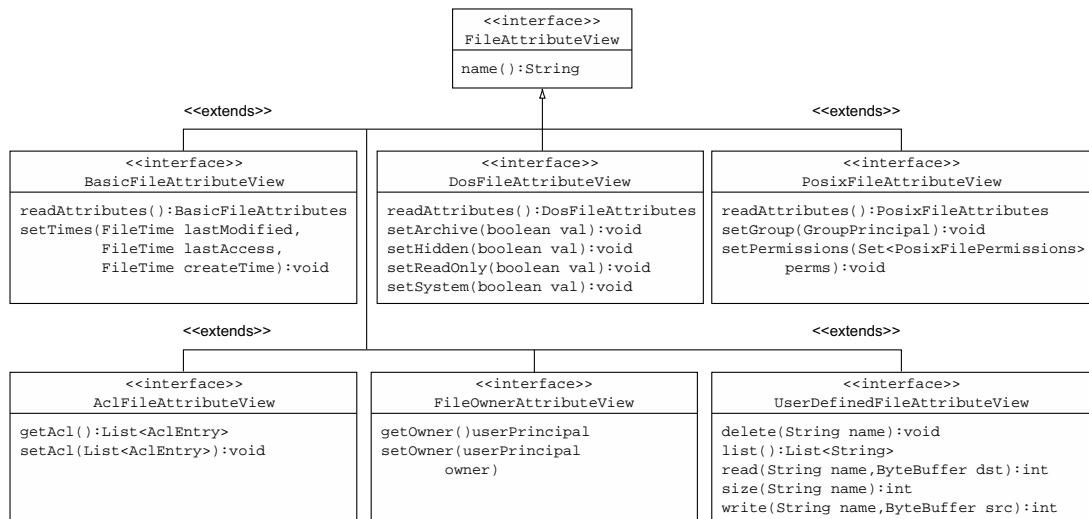 <<interface>>
FileAttributeView
name():String
<<extends>>
<<extends>>
<<interface>>
BasicFileAttributeView
readAttributes():BasicFileAttributes
setTimes(FileTime lastModified,
FileTime lastAccess,
FileTime createTime):void
<<interface>>
DosFileAttributeView
readAttributes():DosFileAttributes
setArchive(boolean val):void
setHidden(boolean val):void
setReadOnly(boolean val):void
setSystem(boolean val):void
<<interface>>
PosixFileAttributeView
readAttributes():PosixFileAttributes
setGroup(GroupPrincipal):void
setPermissions(Set<PosixFilePermissions>
perms):void
<<extends>>
<<extends>>
<<interface>>
AclFileAttributeView
getAcl():List<AclEntry>
setAcl(List<AclEntry>):void
<<interface>>
FileOwnerAttributeView
getOwner()userPrincipal
setOwner(userPrincipal
owner)
<<interface>>
UserDefinedFileAttributeView
delete(String name):void
list():List<String>
read(String name,ByteBuffer dst):int
size(String name):int
write(String name,ByteBuffer src):int